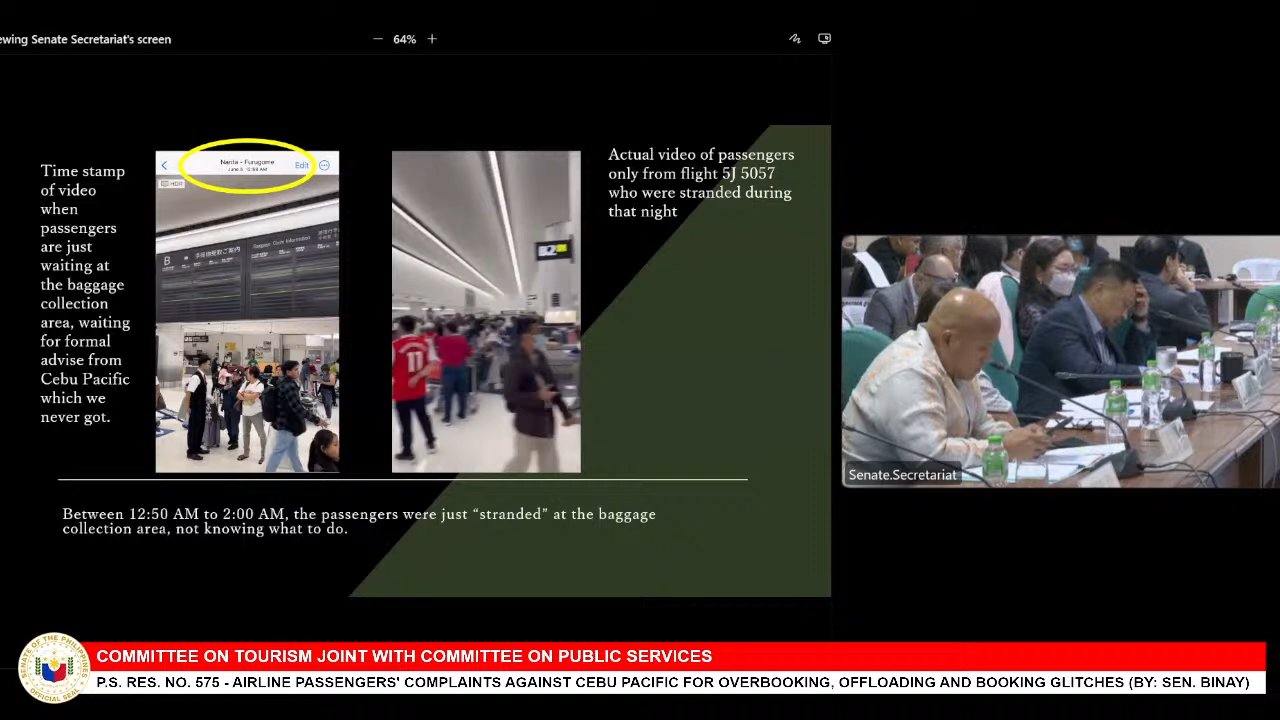 ewing Senate Secretariat's screen
64%
Time stamp
of video
when
passengers
are just
waiting at
the baggage
collection
area, waiting
for formal
advise from
Cebu Pacific
which we
never got.
Narita – Furugome
Edit
HDR
B
Actual video of passengers
only from flight 5J 5057
who were stranded during
that night
Between 12:50 AM to 2:00 AM, the passengers were just “stranded” at the baggage
collection area, not knowing what to do.
Senate.Secretariat
COMMITTEE ON TOURISM JOINT WITH COMMITTEE ON PUBLIC SERVICES
P.S. RES. NO. 575 - AIRLINE PASSENGERS' COMPLAINTS AGAINST CEBU PACIFIC FOR OVERBOOKING, OFFLOADING AND BOOKING GLITCHES (BY: SEN. BINAY)